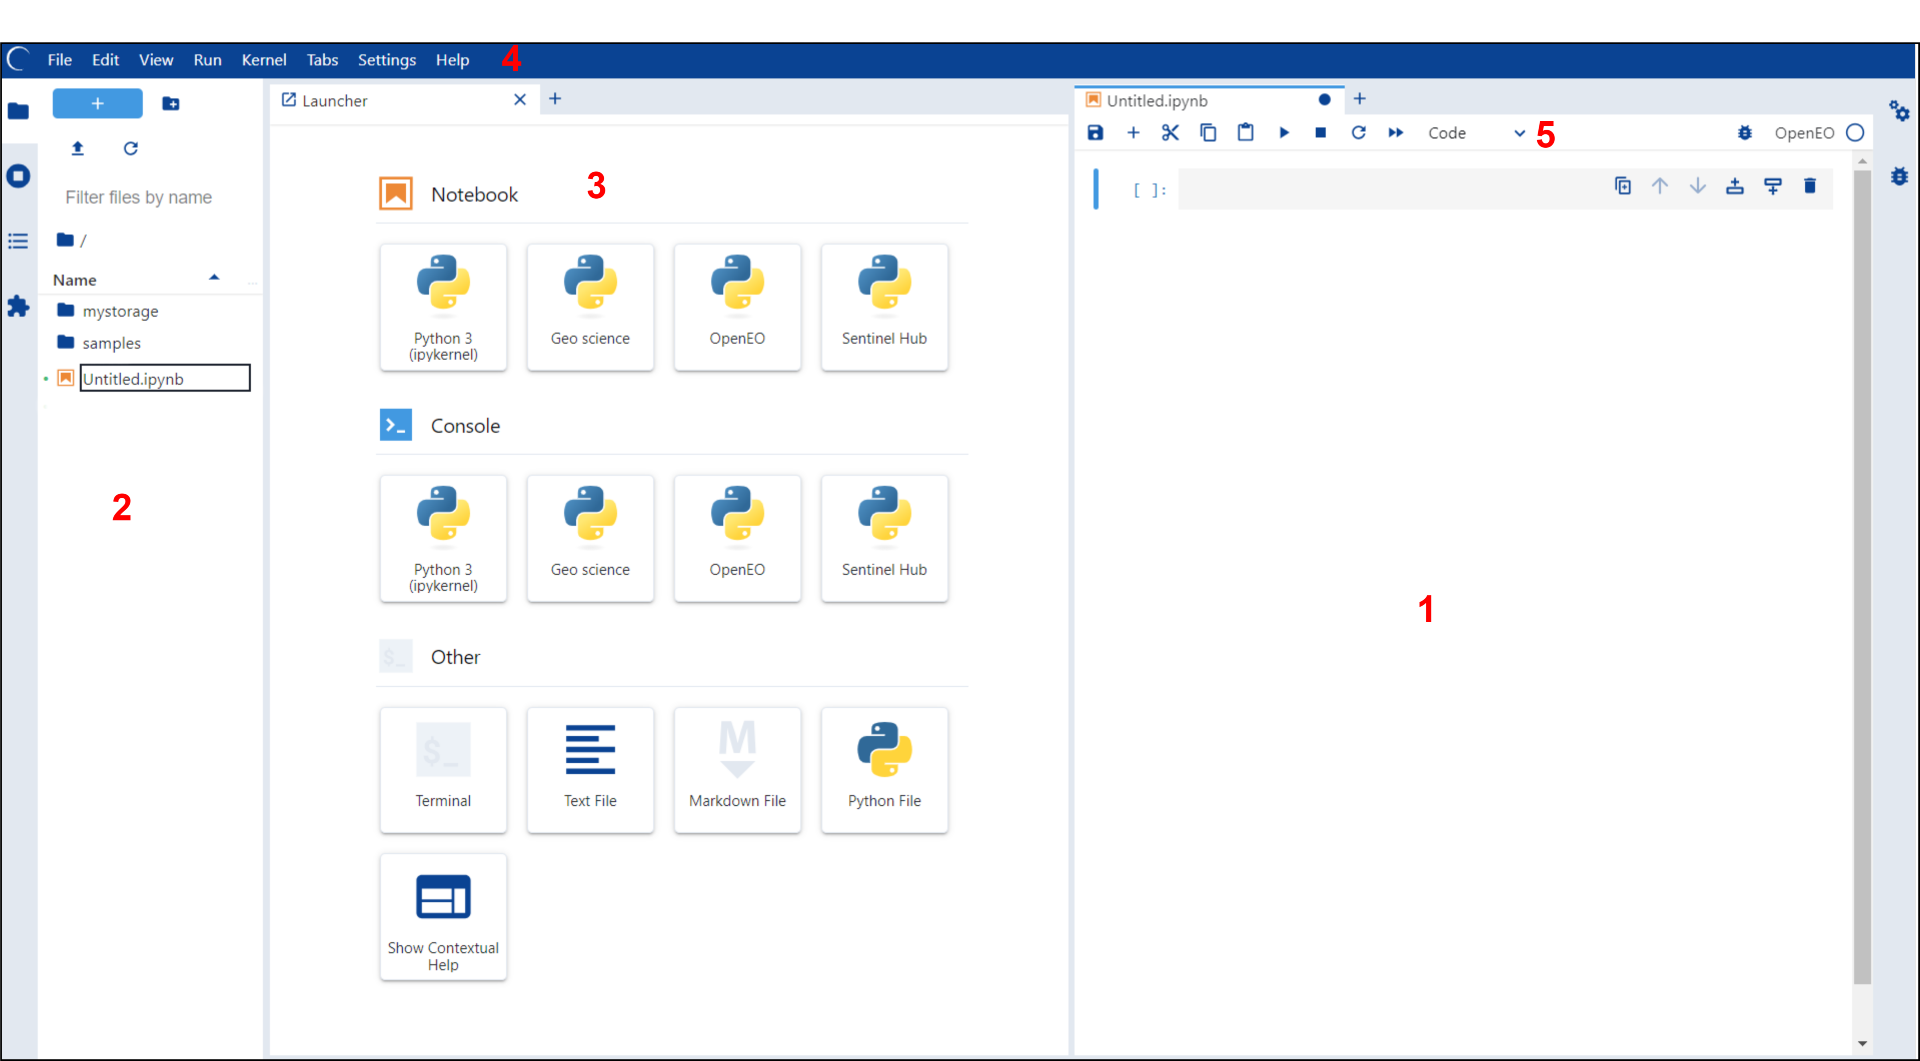 File Edit View Run Kernel Tabs Settings Help 4
+
Filter files by name
/
Name
mystorage
samples
Untitled.ipynb
2
Launcher
Notebook 3
Python 3 (ipykernel)
Geo science
OpenEO
Sentinel Hub
Console
Python 3 (ipykernel)
Geo science
OpenEO
Sentinel Hub
$_ Other
$_
Terminal
Text File
M
Markdown File
Python File
Show Contextual Help
Untitled.ipynb
Code 5 OpenEO
[ ]:
1